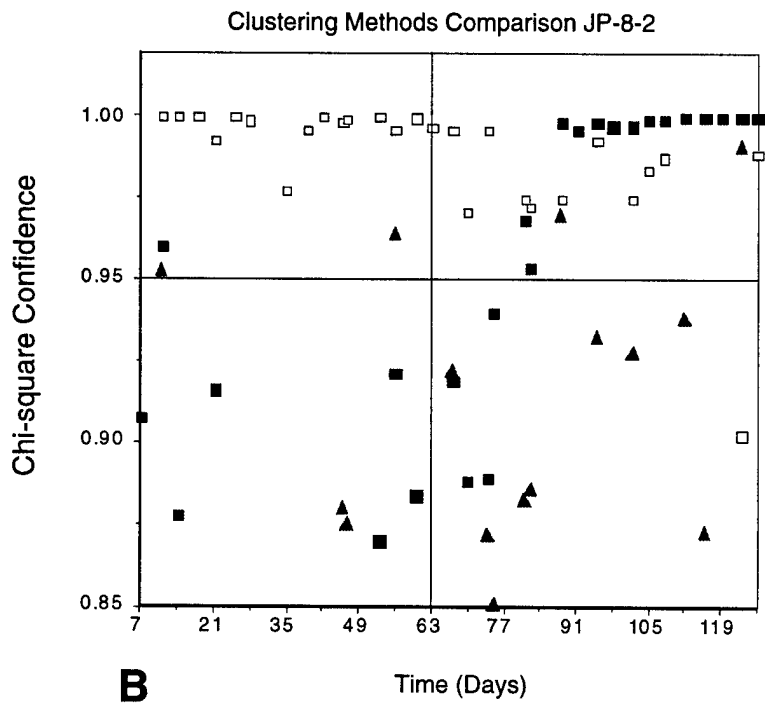 Clustering Methods Comparison JP-8-2
Chi-square Confidence
1.00
0.95
0.90
0.85
7 21 35 49 63 77 91 105 119
B
Time (Days)